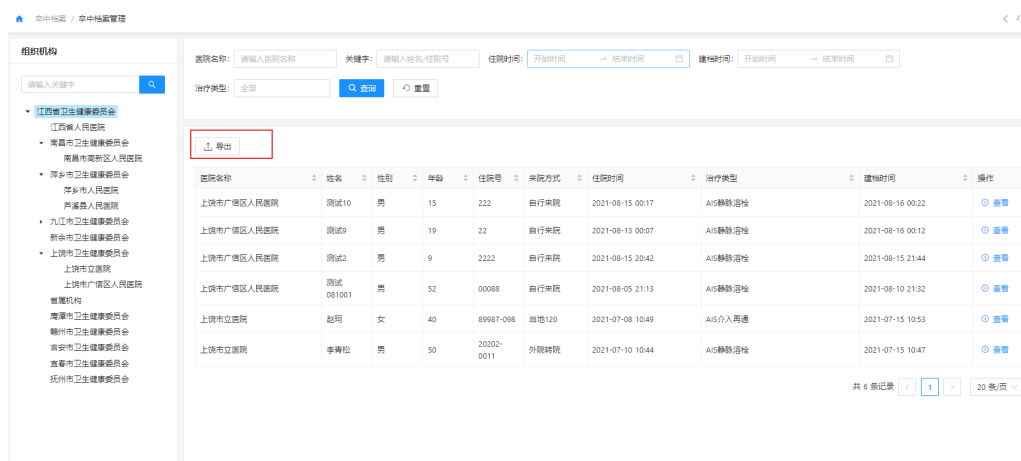 卒中档案 / 卒中档案管理
组织机构
请输入关键字
江西省卫生健康委员会
江西省人民医院
南昌市卫生健康委员会
南昌市高新区人民医院
萍乡市卫生健康委员会
萍乡市人民医院
芦溪县人民医院
九江市卫生健康委员会
新余市卫生健康委员会
上饶市卫生健康委员会
上饶市立医院
上饶市广信区人民医院
省属机构
鹰潭市卫生健康委员会
赣州市卫生健康委员会
吉安市卫生健康委员会
宜春市卫生健康委员会
抚州市卫生健康委员会
医院名称: 请输入医院名称 关键字: 请输入姓名/住院号 住院时间: 开始时间 → 结束时间 建档时间: 开始时间 → 结束时间
治疗类型: 全部 查询 重置
导出
医院名称 姓名 性别 年龄 住院号 来院方式 住院时间 治疗类型 建档时间 操作
上饶市广信区人民医院 测试10 男 15 222 自行来院 2021-08-15 00:17 AIS静脉溶栓 2021-08-16 00:22 查看
上饶市广信区人民医院 测试9 男 19 22 自行来院 2021-08-13 00:07 AIS静脉溶栓 2021-08-16 00:12 查看
上饶市广信区人民医院 测试2 男 9 2222 自行来院 2021-08-15 20:42 AIS静脉溶栓 2021-08-15 21:44 查看
上饶市广信区人民医院 测试081001 男 52 00088 自行来院 2021-08-05 21:13 AIS静脉溶栓 2021-08-10 21:32 查看
上饶市立医院 赵珂 女 40 89987-098 当地120 2021-07-08 10:49 AIS介入再通 2021-07-15 10:53 查看
上饶市立医院 李青松 男 50 20202-0011 外院转院 2021-07-10 10:44 AIS静脉溶栓 2021-07-15 10:47 查看
共 6 条记录 < 1 > 20 条/页